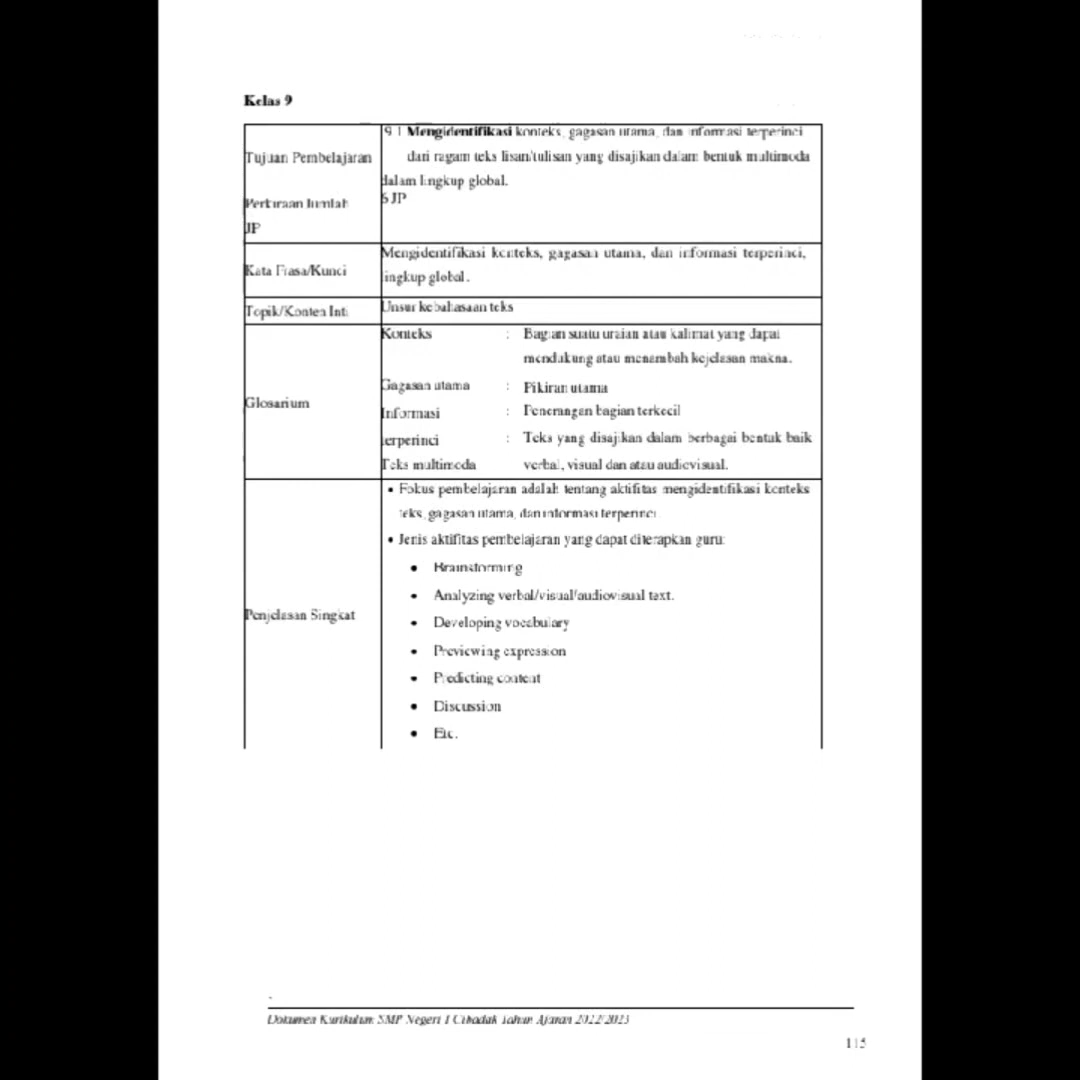 Kelas 9
Tujuan Pembelajaran
9.1 Mengidentifikasi konteks, gagasan utama, dan informasi terperinci
dari ragam teks lisan/tulisan yang disajikan dalam bentuk multimoda
dalam lingkup global.
Perkiraan Jumlah
JP
6 JP
Kata Frasa/Kunci
Mengidentifikasi konteks, gagasan utama, dan informasi terperinci,
lingkup global.
Topik/Konten Inti
Unsur kebahasaan teks
Glosarium
Konteks : Bagian suatu uraian atau kalimat yang dapat
mendukung atau menambah kejelasan makna.
Gagasan utama : Pikiran utama
Informasi : Penerangan bagian terkecil
terperinci : Teks yang disajikan dalam berbagai bentuk baik
Teks multimoda verbal, visual dan atau audiovisual.
Penjelasan Singkat
• Fokus pembelajaran adalah tentang aktifitas mengidentifikasi konteks
teks, gagasan utama, dan informasi terperinci.
• Jenis aktifitas pembelajaran yang dapat diterapkan guru:
• Brainstorming
• Analyzing verbal/visual/audiovisual text.
• Developing vocabulary
• Previewing expression
• Predicting content
• Discussion
• Etc.
Dokumen Kurikulum SMP Negeri 1 Cibadak Tahun Ajaran 2022/2023
115